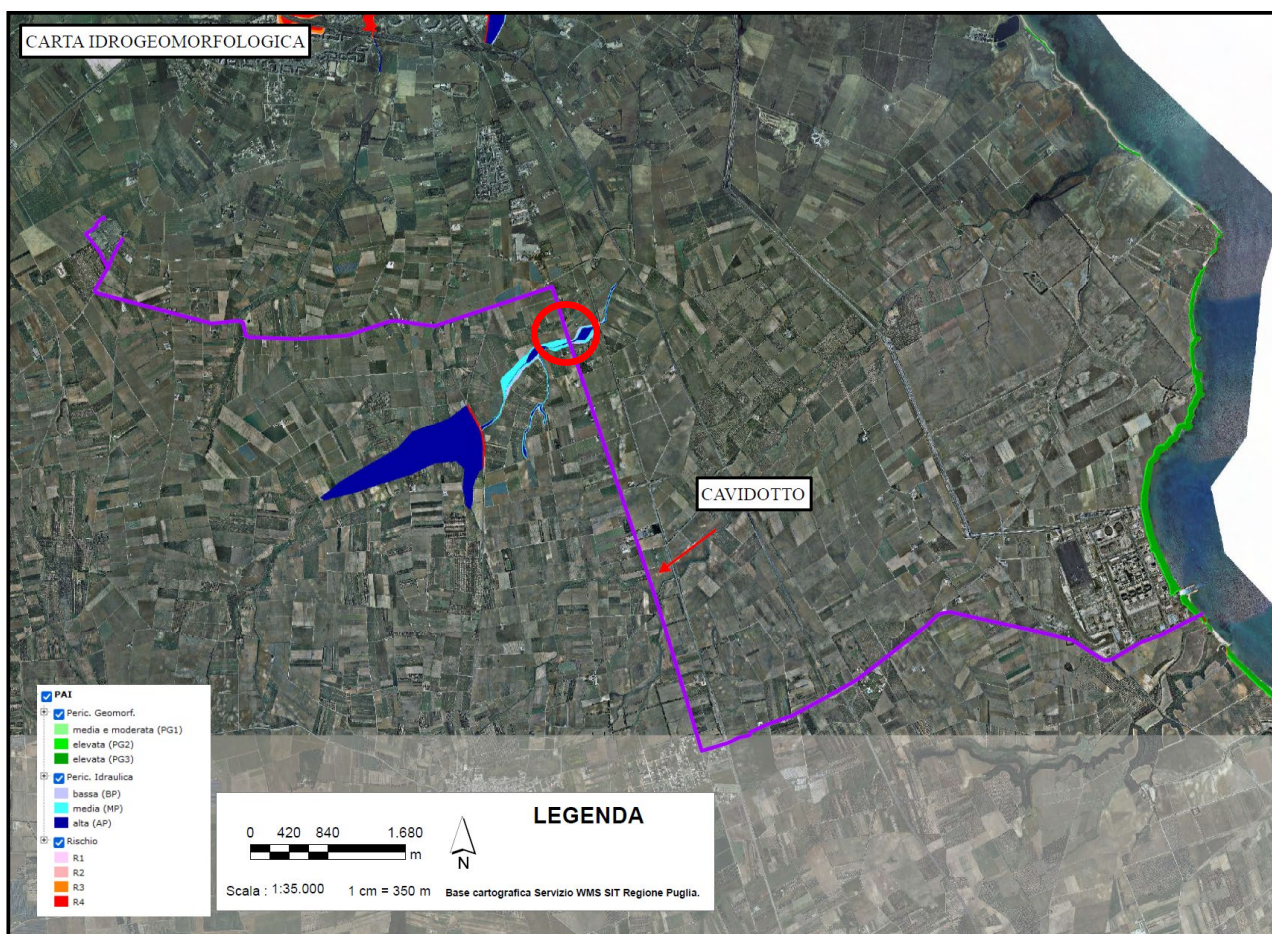 CARTA IDROGEOMORFOLOGICA
CAVIDOTTO
PAI
Peric. Geomorf.
media e moderata (PG1)
elevata (PG2)
elevata (PG3)
Peric. Idraulica
bassa (BP)
media (MP)
alta (AP)
Rischio
R1
R2
R3
R4
LEGENDA
0 420 840 1.680
m
N
Scala : 1:35.000 1 cm = 350 m Base cartografica Servizio WMS SIT Regione Puglia.